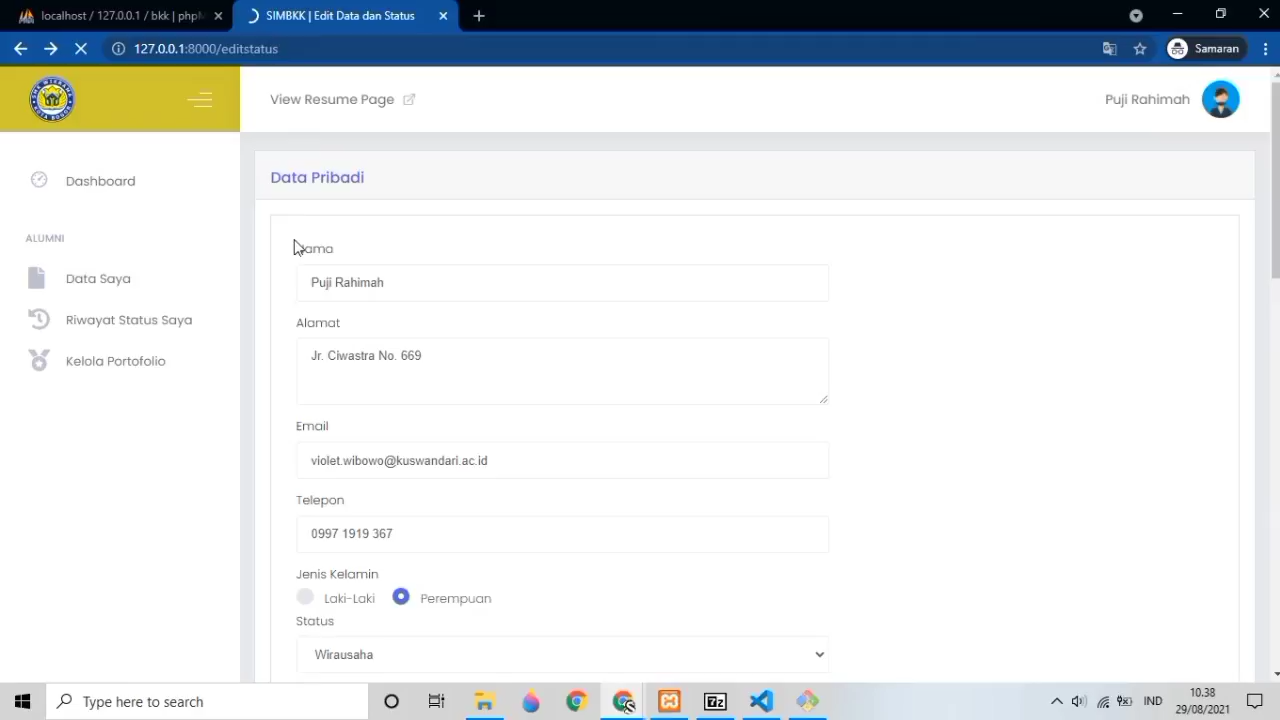 localhost / 127.0.0.1 / bkk | phpM
SIMBKK | Edit Data dan Status
127.0.0.1:8000/editstatus
Samaran
View Resume Page
Puji Rahimah
Dashboard
ALUMNI
Data Saya
Riwayat Status Saya
Kelola Portofolio
Data Pribadi
Nama
Puji Rahimah
Alamat
Jr. Ciwastra No. 669
Email
violet.wibowo@kuswandari.ac.id
Telepon
0997 1919 367
Jenis Kelamin
Laki-Laki Perempuan
Status
Wirausaha
Type here to search
7z
IND
10.38
29/08/2021